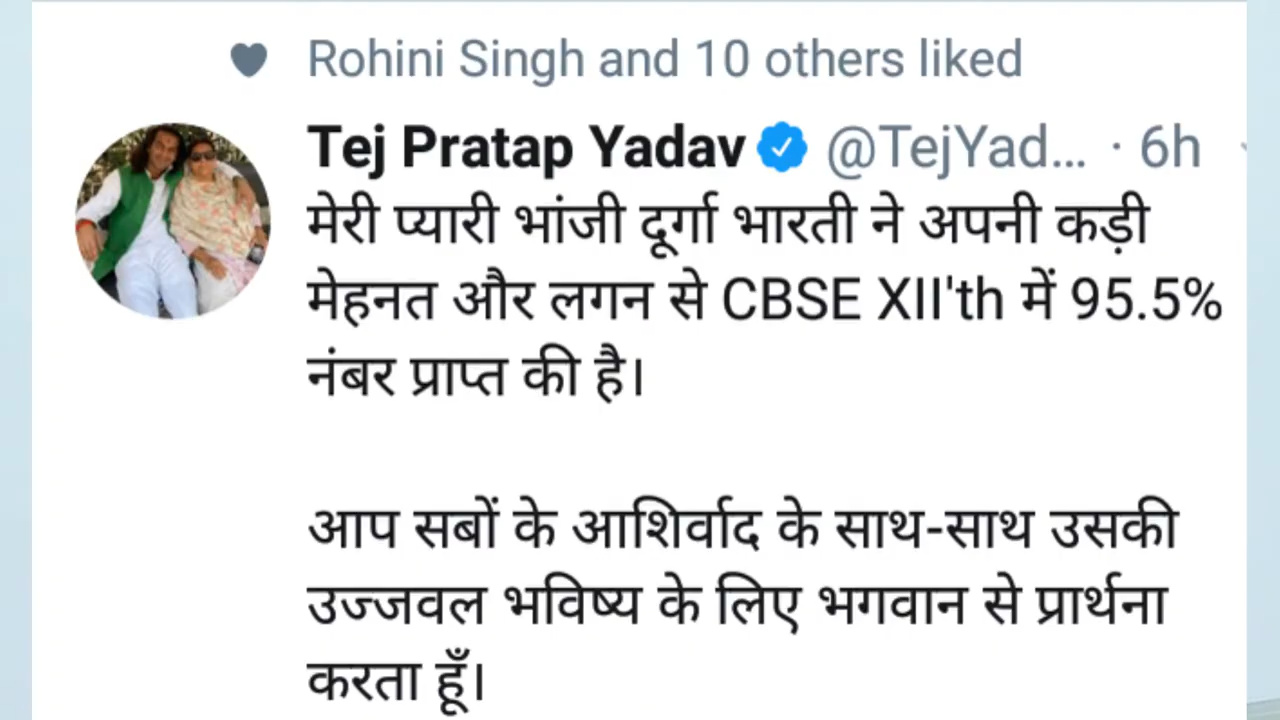 Rohini Singh and 10 others liked
Tej Pratap Yadav @TejYad... · 6h
मेरी प्यारी भांजी दूर्गा भारती ने अपनी कड़ी
मेहनत और लगन से CBSE XII'th में 95.5%
नंबर प्राप्त की है।
आप सबों के आशिर्वाद के साथ-साथ उसकी
उज्जवल भविष्य के लिए भगवान से प्रार्थना
करता हूँ।